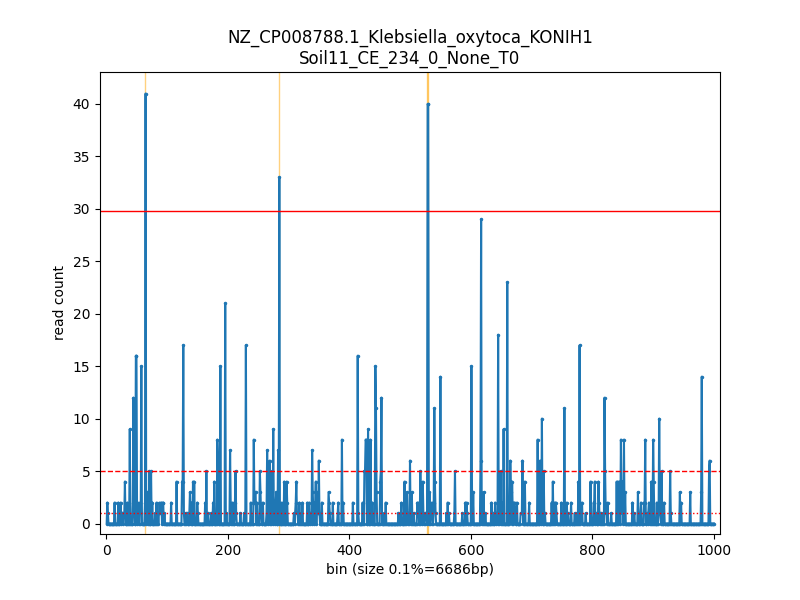 NZ_CP008788.1_Klebsiella_oxytoca_KONIH1
Soil11_CE_234_0_None_T0
40
35
30
25
20
15
10
5
0
read count
0 200 400 600 800 1000
bin (size 0.1%=6686bp)